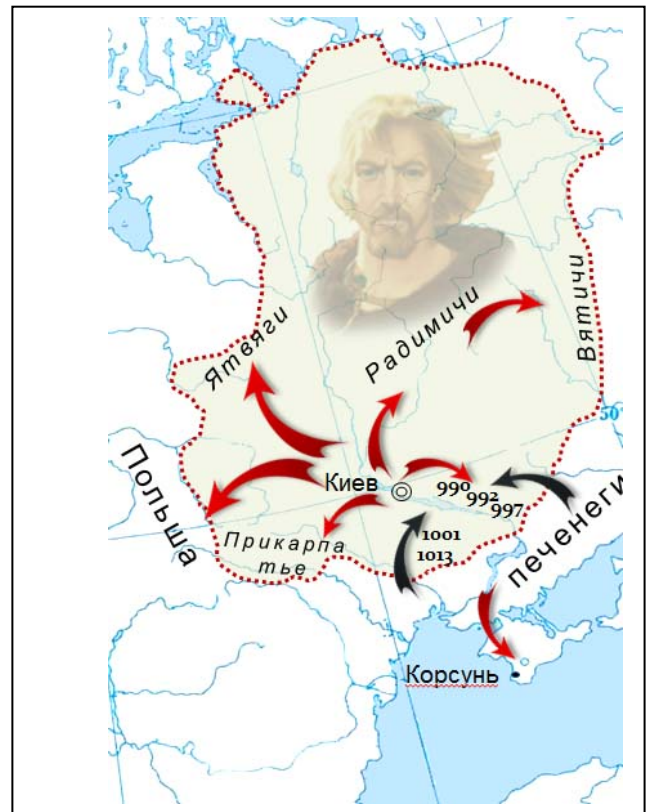 Ятвяги
Радимичи
Вятичи
50°
Польша
Киев
990
992
997
Прикарпа
тье
1001
1013
печенеги
Корсунь